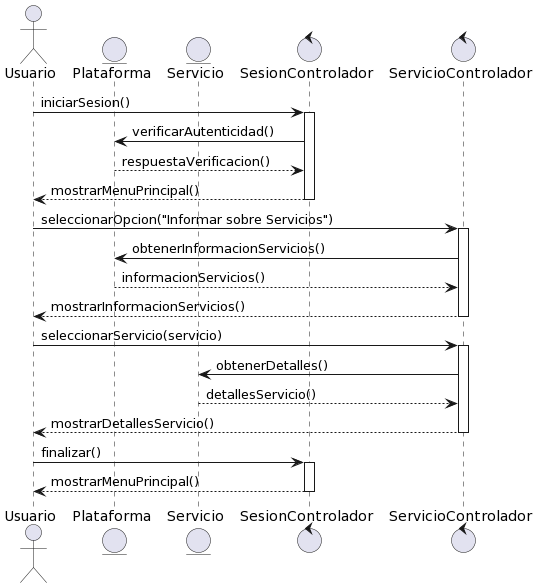 Usuario Plataforma Servicio SesionControlador ServicioControlador
iniciarSesion()
verificarAutenticidad()
respuestaVerificacion()
mostrarMenuPrincipal()
seleccionarOpcion("Informar sobre Servicios")
obtenerInformacionServicios()
informacionServicios()
mostrarInformacionServicios()
seleccionarServicio(servicio)
obtenerDetalles()
detallesServicio()
mostrarDetallesServicio()
finalizar()
mostrarMenuPrincipal()
Usuario Plataforma Servicio SesionControlador ServicioControlador